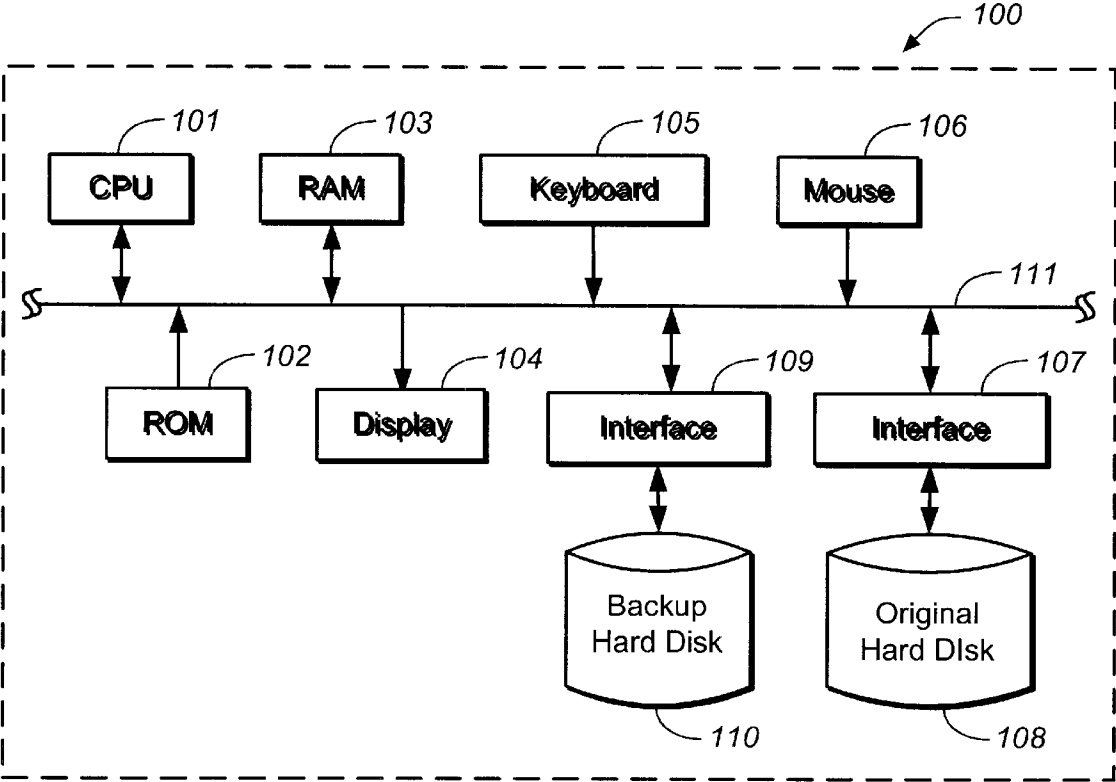 100
101
103
105
106
CPU
RAM
Keyboard
Mouse
111
102
104
109
107
ROM
Display
Interface
Interface
Backup
Hard Disk
Original
Hard DIsk
110
108